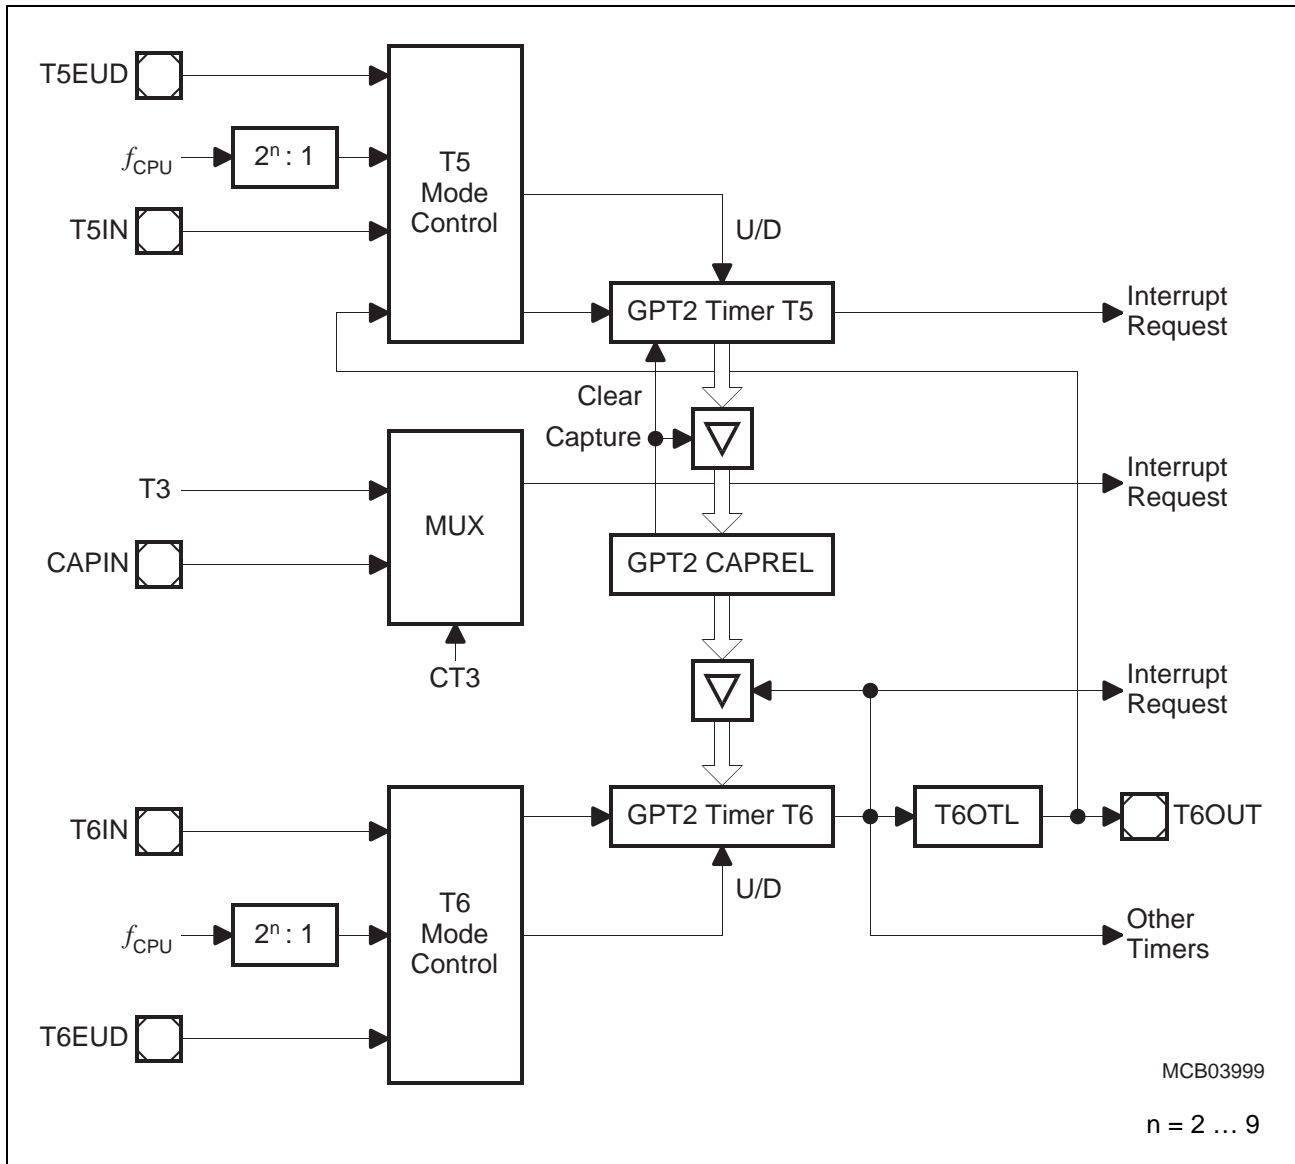 T5EUD
fCPU
2ⁿ : 1
T5IN
T5
Mode
Control
U/D
GPT2 Timer T5
Interrupt
Request
Clear
Capture
T3
CAPIN
MUX
CT3
Interrupt
Request
GPT2 CAPREL
Interrupt
Request
T6IN
fCPU
2ⁿ : 1
T6EUD
T6
Mode
Control
GPT2 Timer T6
U/D
T6OTL
T6OUT
Other
Timers
MCB03999
n = 2 … 9